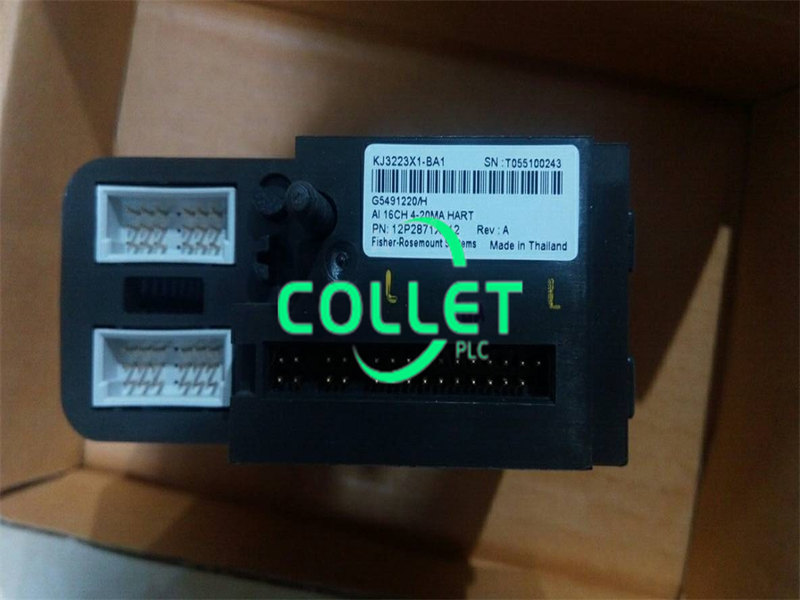 KJ3223X1-BA1 SN :T055100243
G5491220/H
AI 16CH 4-20MA HART
PN: Rev : A
Fisher-Rosemount Made in Thailand
COLLET
PLC